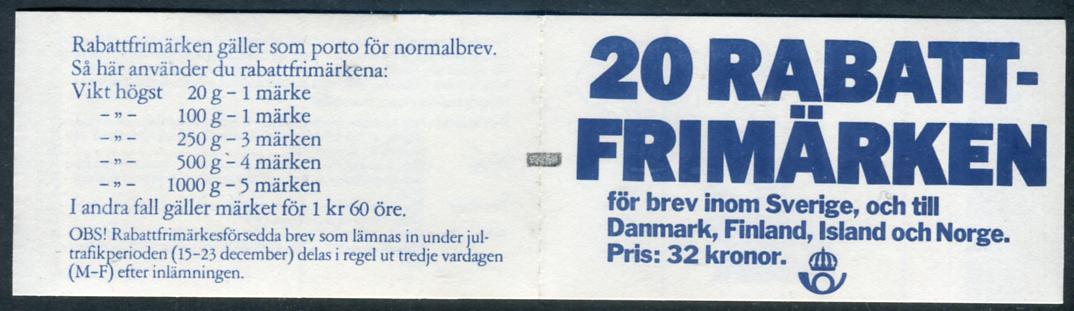 Rabattfrimärken gäller som porto för normalbrev.
Så här använder du rabattfrimärkena:
Vikt högst 20 g – 1 märke
– ” – 100 g – 1 märke
– ” – 250 g – 3 märken
– ” – 500 g – 4 märken
– ” – 1000 g – 5 märken
I andra fall gäller märket för 1 kr 60 öre.
OBS! Rabattfrimärkesförsedda brev som lämnas in under jul-
trafikperioden (15–23 december) delas i regel ut tredje vardagen
(M–F) efter inlämningen.
20 RABATT-
FRIMÄRKEN
för brev inom Sverige, och till
Danmark, Finland, Island och Norge.
Pris: 32 kronor.